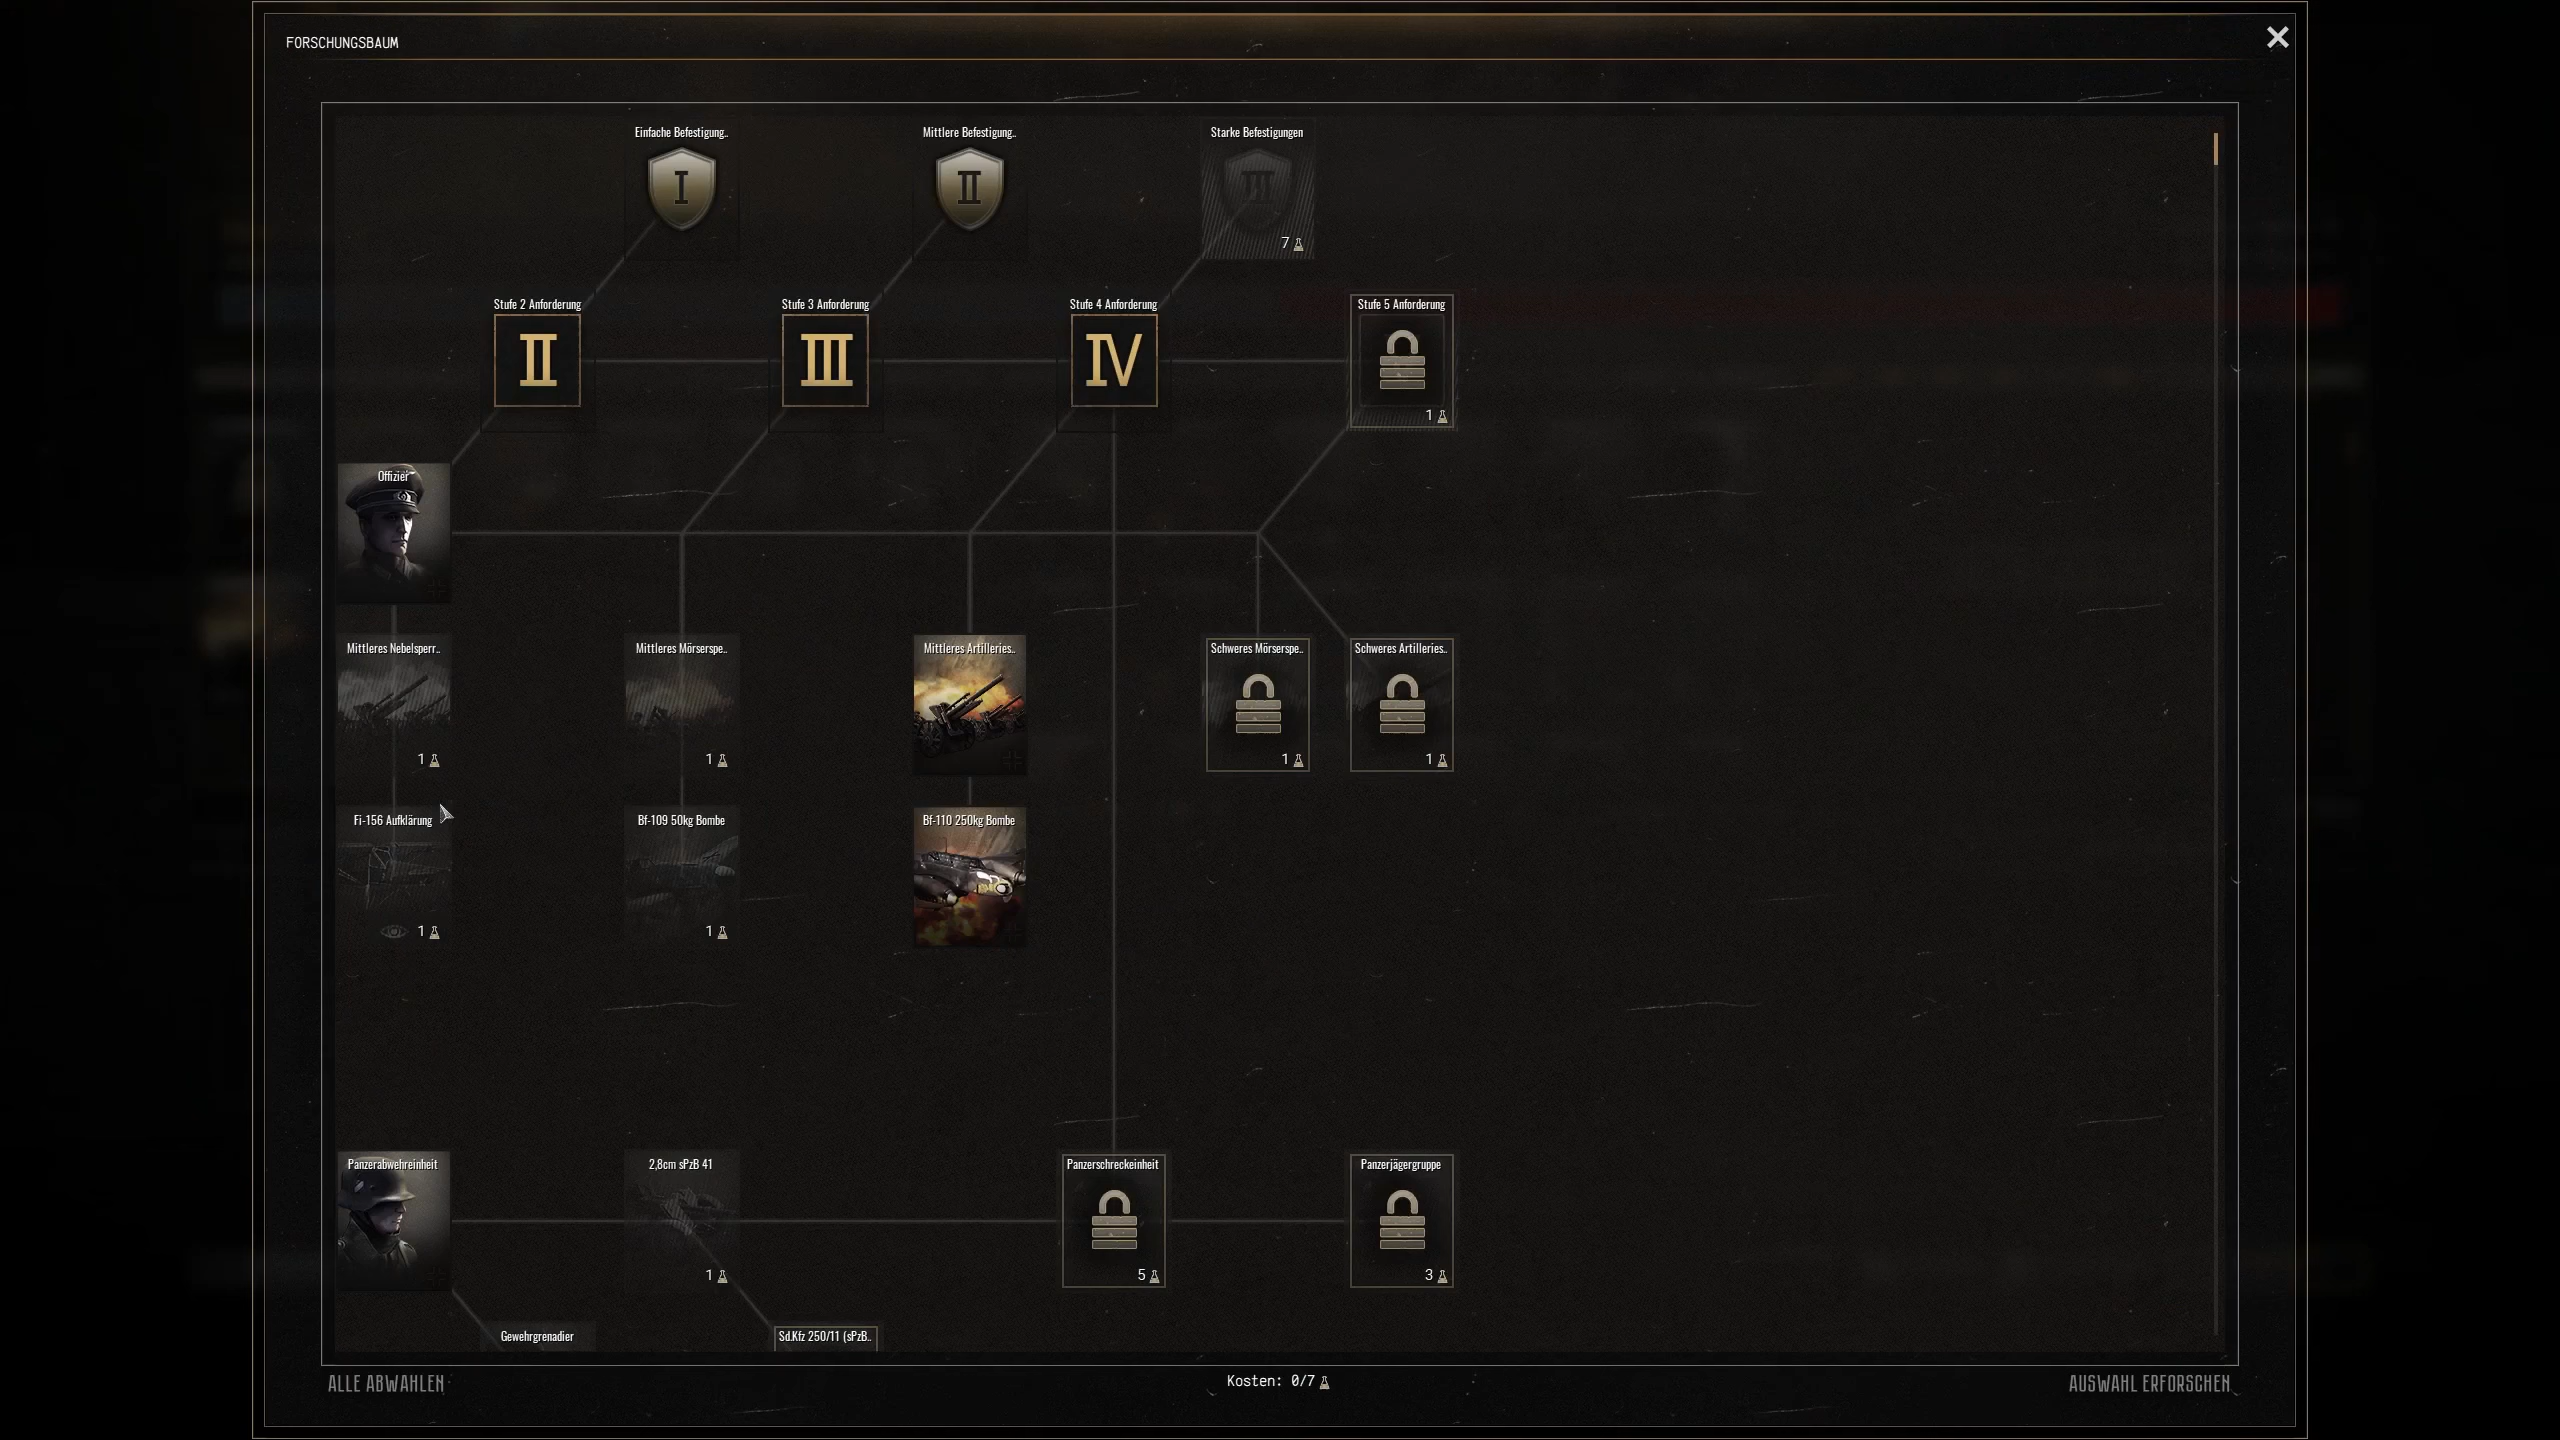 FORSCHUNGSBAUM
Einfache Befestigung..
Mittlere Befestigung..
Starke Befestigungen
I
II
III
7
Stufe 2 Anforderung
Stufe 3 Anforderung
Stufe 4 Anforderung
Stufe 5 Anforderung
II
III
IV
1
Offizier
Mittleres Nebelsperr..
Mittleres Mörserspe..
Mittleres Artilleries..
Schweres Mörserspe..
Schweres Artilleries..
1
1
1
1
Fi-156 Aufklärung
Bf-109 50kg Bombe
Bf-110 250kg Bombe
1
1
Panzerabwehreinheit
2,8cm sPzB 41
Panzerschreckeinheit
Panzerjägergruppe
1
5
3
Gewehrgrenadier
Sd.Kfz 250/11 (sPzB..
ALLE ABWAHLEN
Kosten: 0/7
AUSWAHL ERFORSCHEN